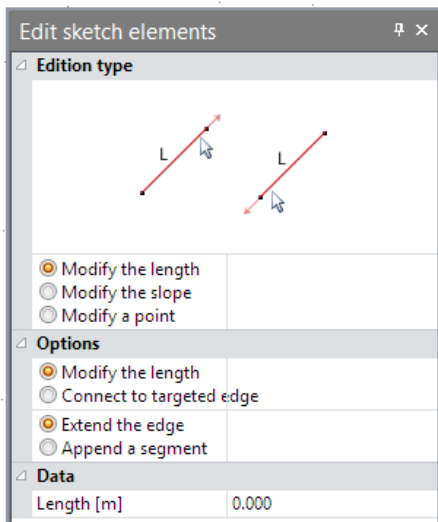 Edit sketch elements
Edition type
L
L
Modify the length
Modify the slope
Modify a point
Options
Modify the length
Connect to targeted edge
Extend the edge
Append a segment
Data
Length [m] 0.000